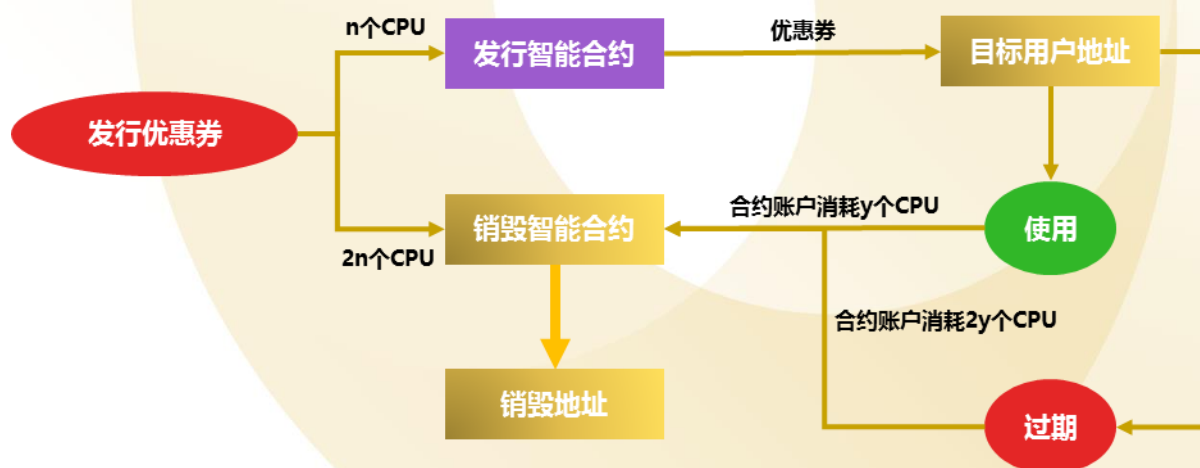 n个CPU
发行智能合约
优惠券
目标用户地址
发行优惠券
销毁智能合约
合约账户消耗y个CPU
使用
2n个CPU
合约账户消耗2y个CPU
销毁地址
过期